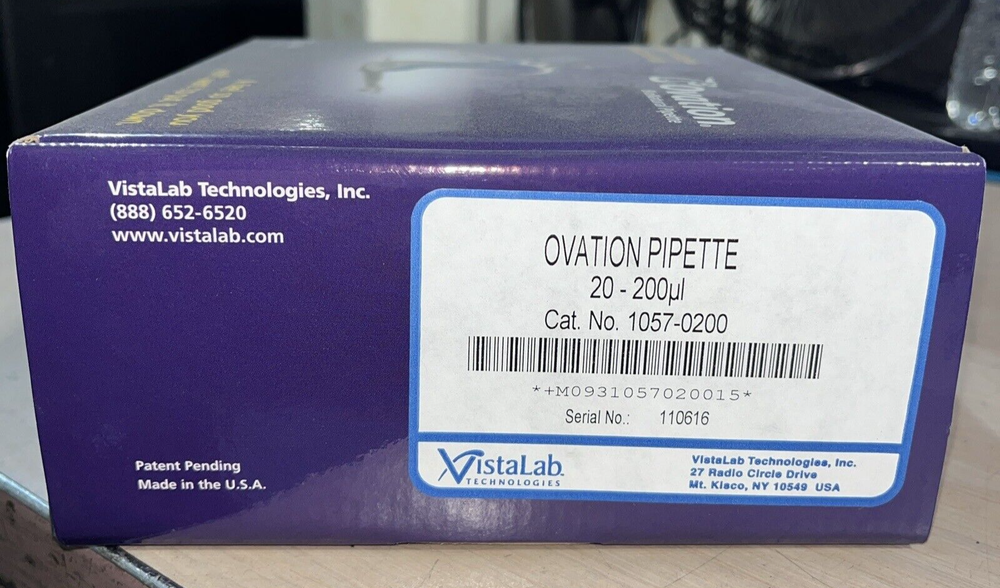 Ovation.
VistaLab Technologies, Inc.
(888) 652-6520
www.vistalab.com
OVATION PIPETTE
20 - 200µl
Cat. No. 1057-0200
*+M0931057020015*
Serial No.: 110616
Patent Pending
Made in the U.S.A.
VistaLab
TECHNOLOGIES
VistaLab Technologies, Inc.
27 Radio Circle Drive
Mt. Kisco, NY 10549 USA